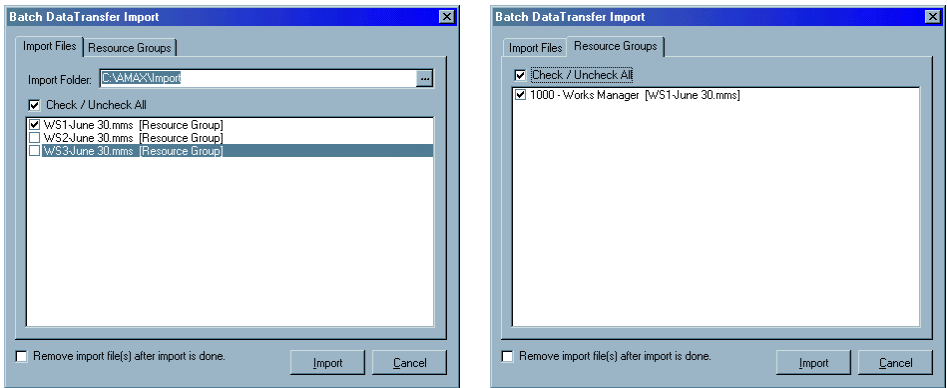 Batch DataTransfer Import
Import Files
Resource Groups
Import Folder: C:\AMAX\Import
...
Check / Uncheck All
WS1-June 30.mms [Resource Group]
WS2-June 30.mms [Resource Group]
WS3-June 30.mms [Resource Group]
Remove import file(s) after import is done.
Import
Cancel
Batch DataTransfer Import
Import Files
Resource Groups
Check / Uncheck All
1000 - Works Manager [WS1-June 30.mms]
Remove import file(s) after import is done.
Import
Cancel